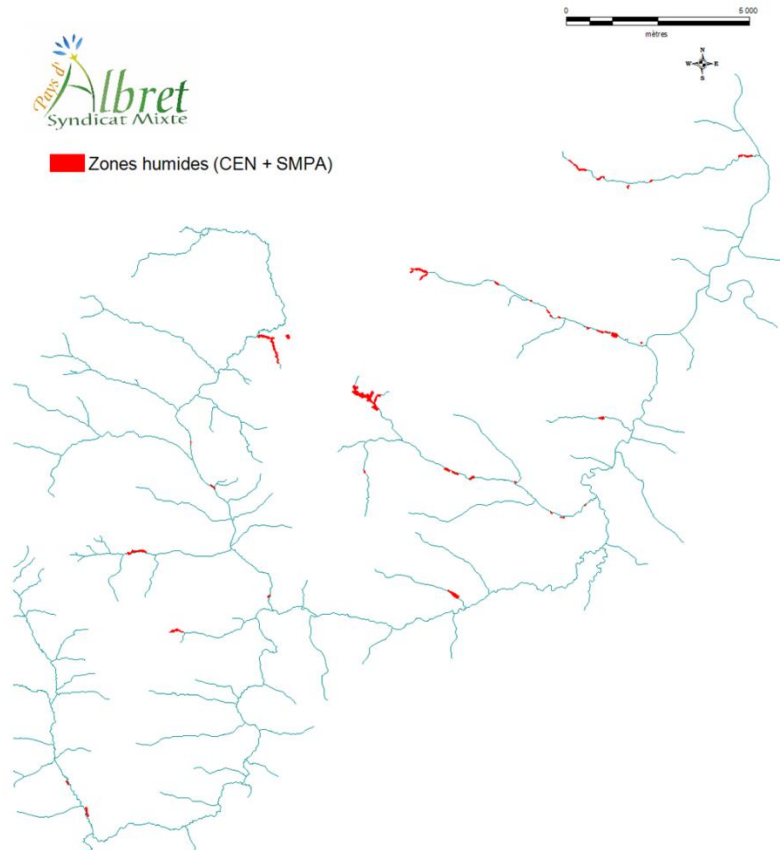 0 5 000
mètres
N
W E
S
Pays d'
Albret
Syndicat Mixte
Zones humides (CEN + SMPA)